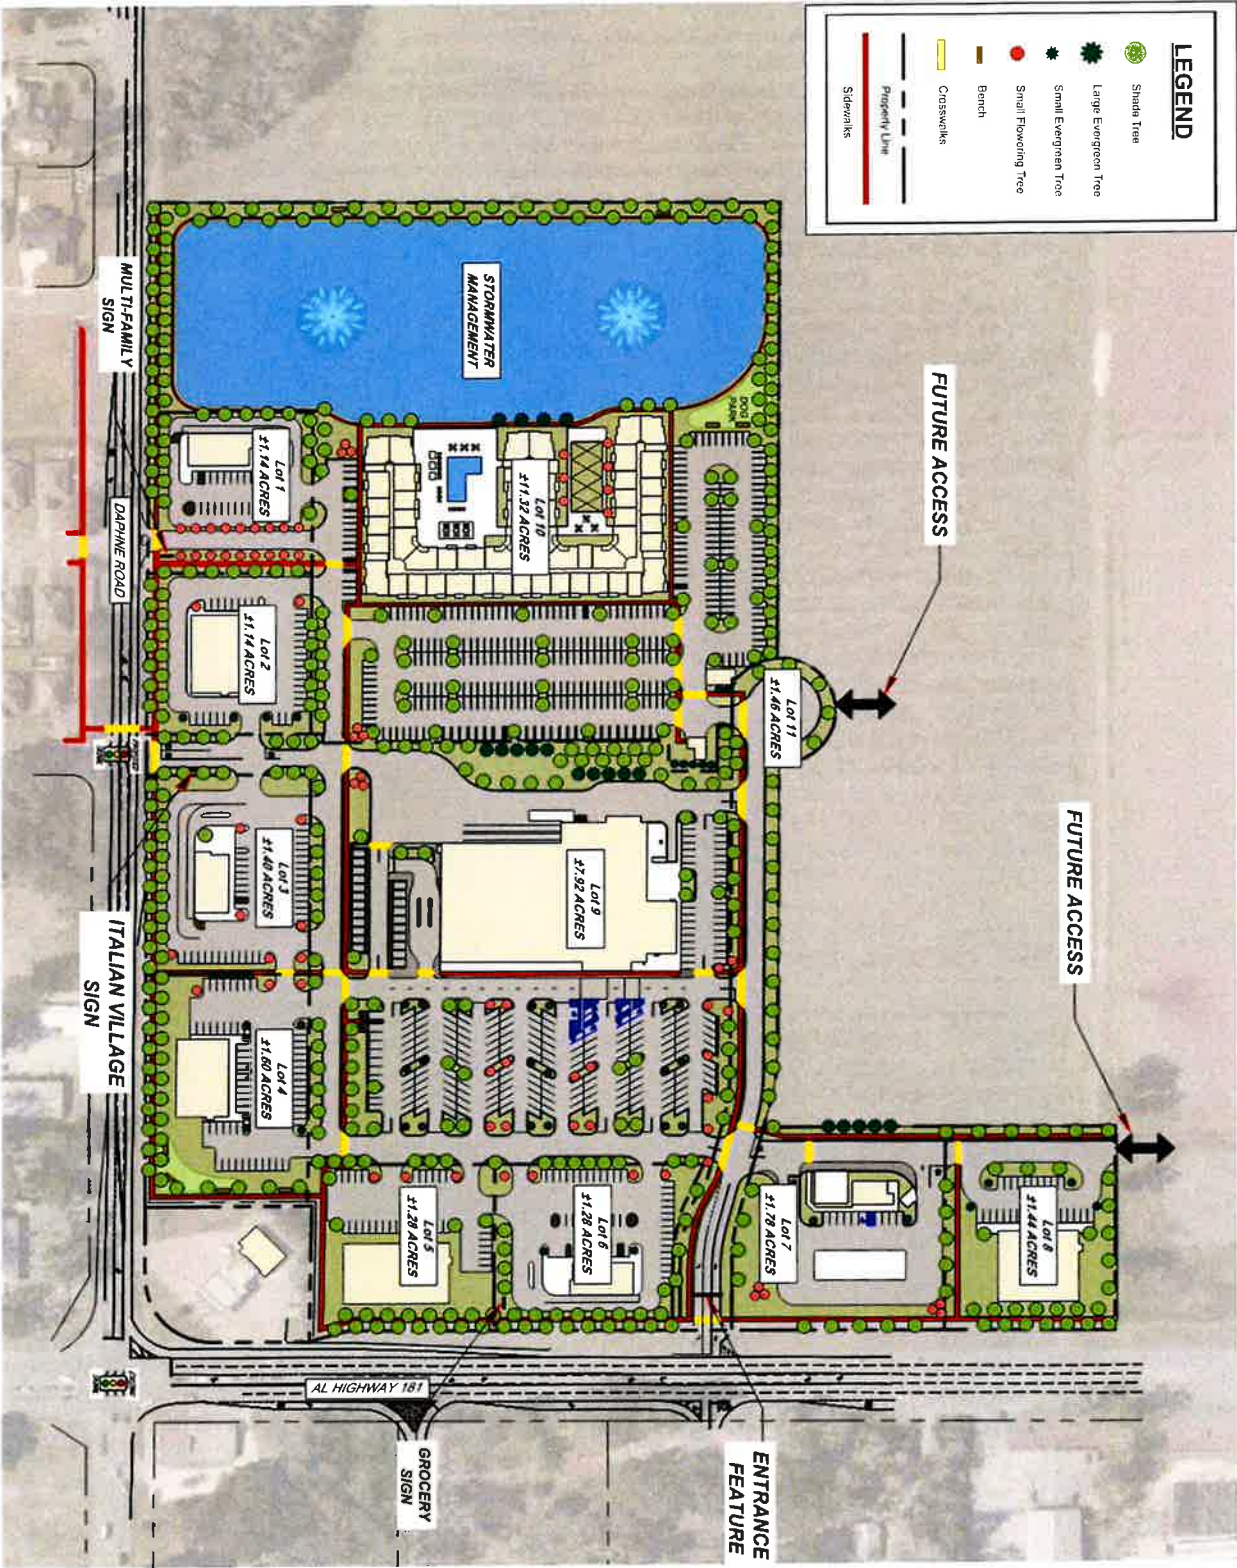 LEGEND
Shade Tree
Large Evergreen Tree
Small Evergreen Tree
Small Flowering Tree
Bench
Crosswalks
Property Line
Sidewalks
FUTURE ACCESS
FUTURE ACCESS
STORMWATER
MANAGEMENT
DOG
PARK
MULTI-FAMILY
SIGN
DAPHNE ROAD
ITALIAN VILLAGE
SIGN
Lot 1
±1.14 ACRES
Lot 2
±1.14 ACRES
Lot 3
±1.40 ACRES
Lot 4
±1.60 ACRES
Lot 5
±1.28 ACRES
Lot 6
±1.28 ACRES
Lot 7
±1.78 ACRES
Lot 8
±1.44 ACRES
Lot 9
±7.92 ACRES
Lot 10
±11.32 ACRES
Lot 11
±1.46 ACRES
AL HIGHWAY 181
GROCERY
SIGN
ENTRANCE
FEATURE